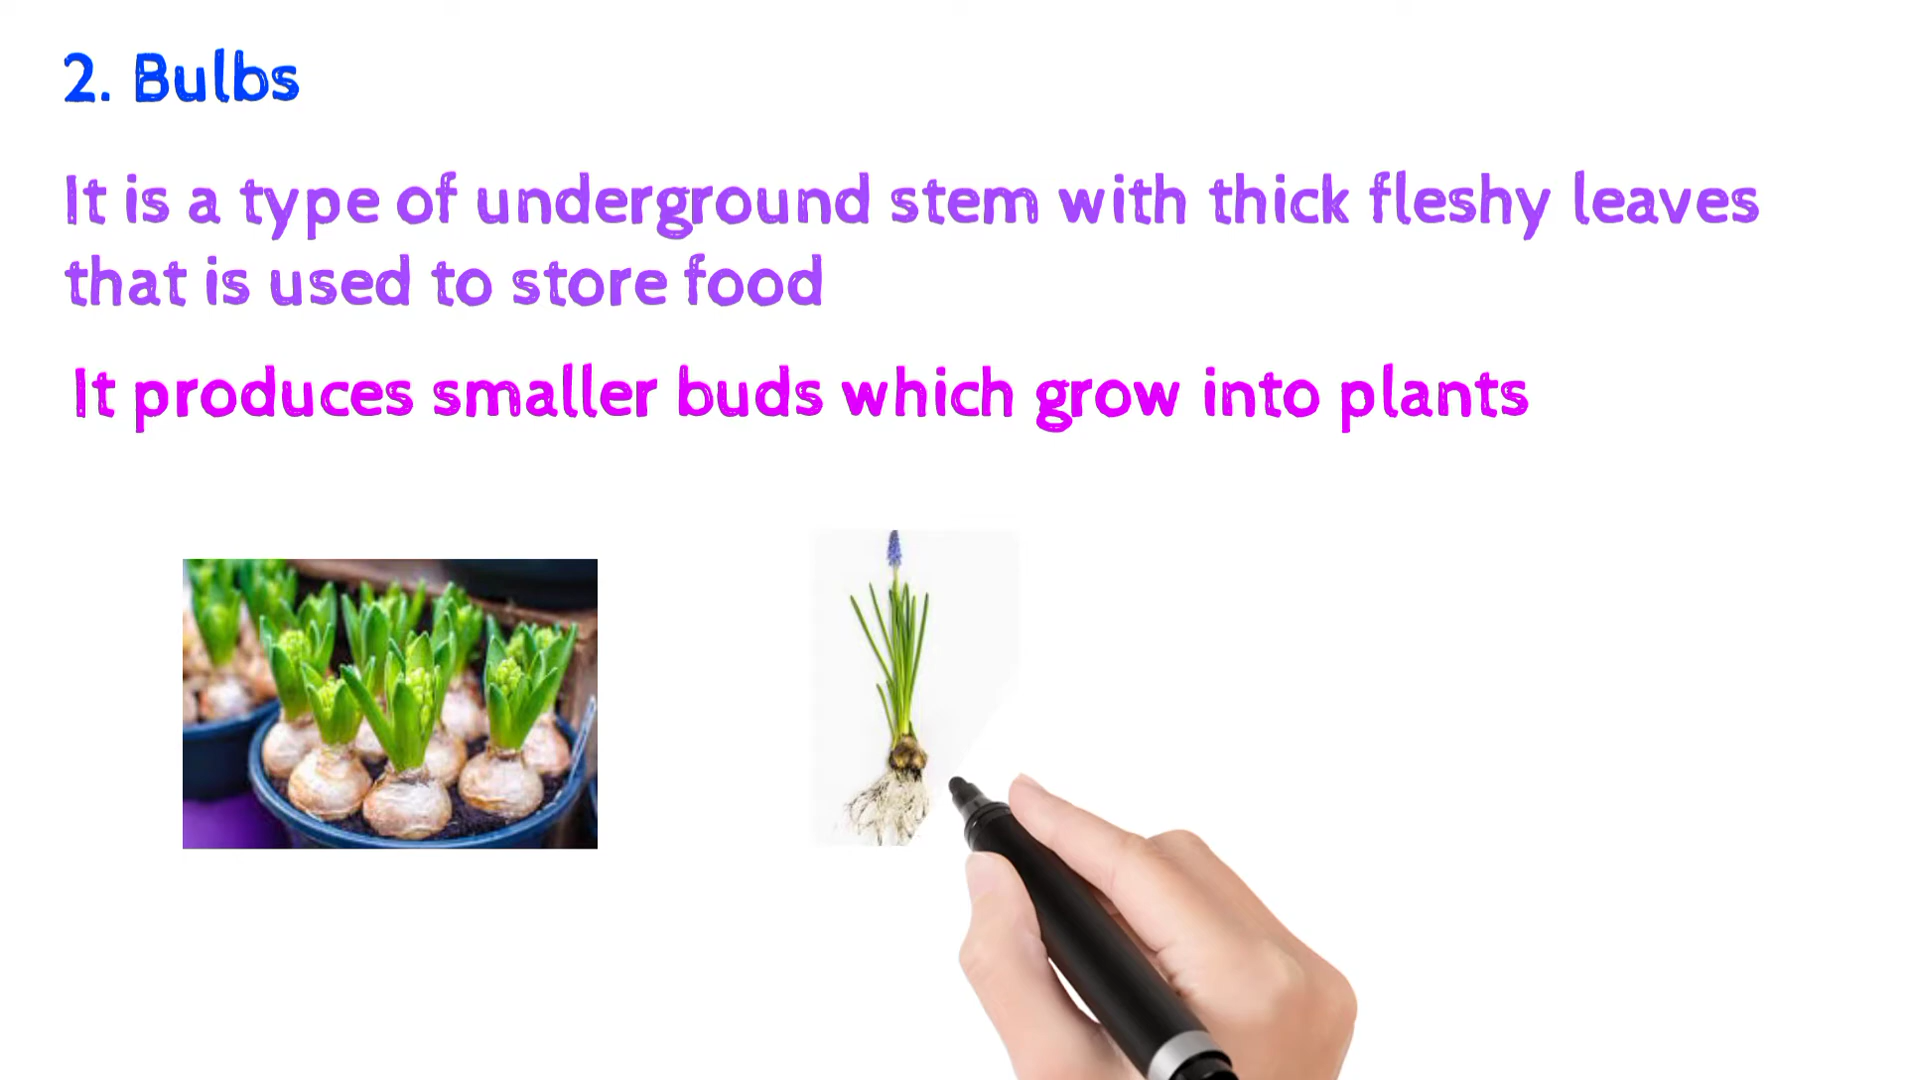 2. Bulbs
It is a type of underground stem with thick fleshy leaves
that is used to store food
It produces smaller buds which grow into plants